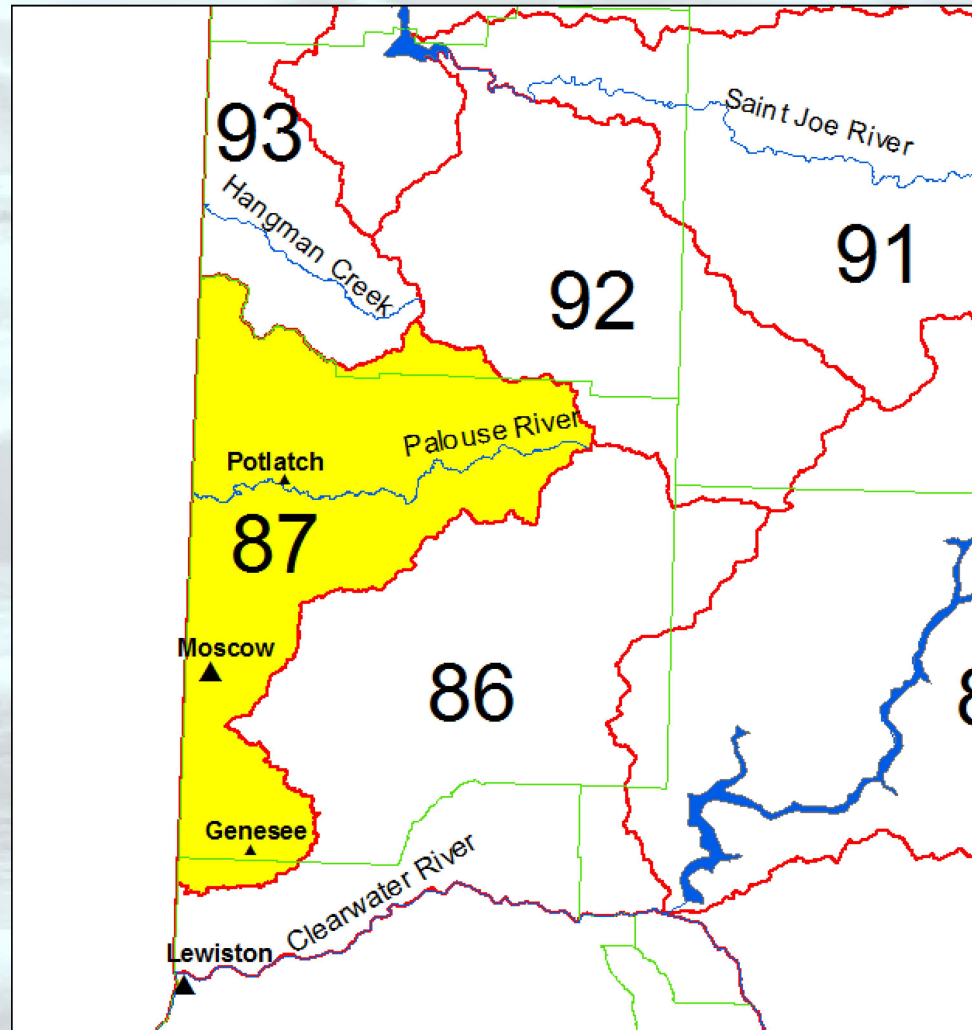 93
Saint Joe River
Hangman Creek
91
92
Palouse River
Potlatch
87
Moscow
86
Genesee
Clearwater River
Lewiston